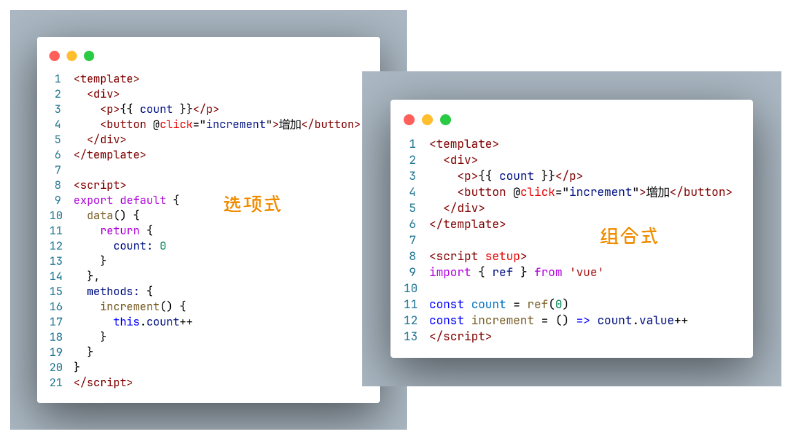 1 <template>
2   <div>
3     <p>{{ count }}</p>
4     <button @click="increment">增加</button>
5   </div>
6 </template>
7
8 <script>
9 export default {
10   data() {
11     return {
12       count: 0
13     }
14   },
15   methods: {
16     increment() {
17       this.count++
18     }
19   }
20 }
21 </script>
选项式
1 <template>
2   <div>
3     <p>{{ count }}</p>
4     <button @click="increment">增加</button>
5   </div>
6 </template>
7
8 <script setup>
9 import { ref } from 'vue'
10
11 const count = ref(0)
12 const increment = () => count.value++
13 </script>
组合式